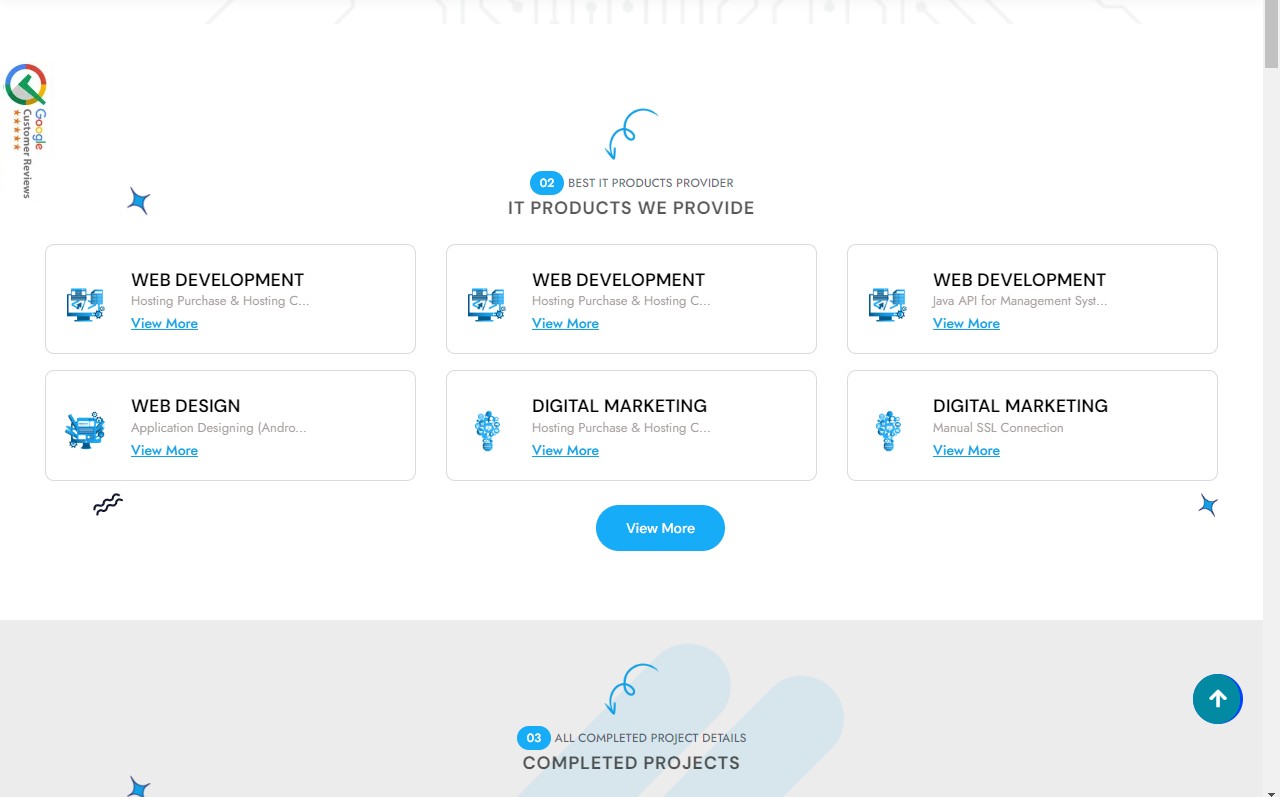 Google
Customer Reviews
02 BEST IT PRODUCTS PROVIDER
IT PRODUCTS WE PROVIDE
WEB DEVELOPMENT
Hosting Purchase & Hosting C...
View More
WEB DEVELOPMENT
Hosting Purchase & Hosting C...
View More
WEB DEVELOPMENT
Java API for Management Syst...
View More
WEB DESIGN
Application Designing (Andro...
View More
DIGITAL MARKETING
Hosting Purchase & Hosting C...
View More
DIGITAL MARKETING
Manual SSL Connection
View More
View More
03 ALL COMPLETED PROJECT DETAILS
COMPLETED PROJECTS